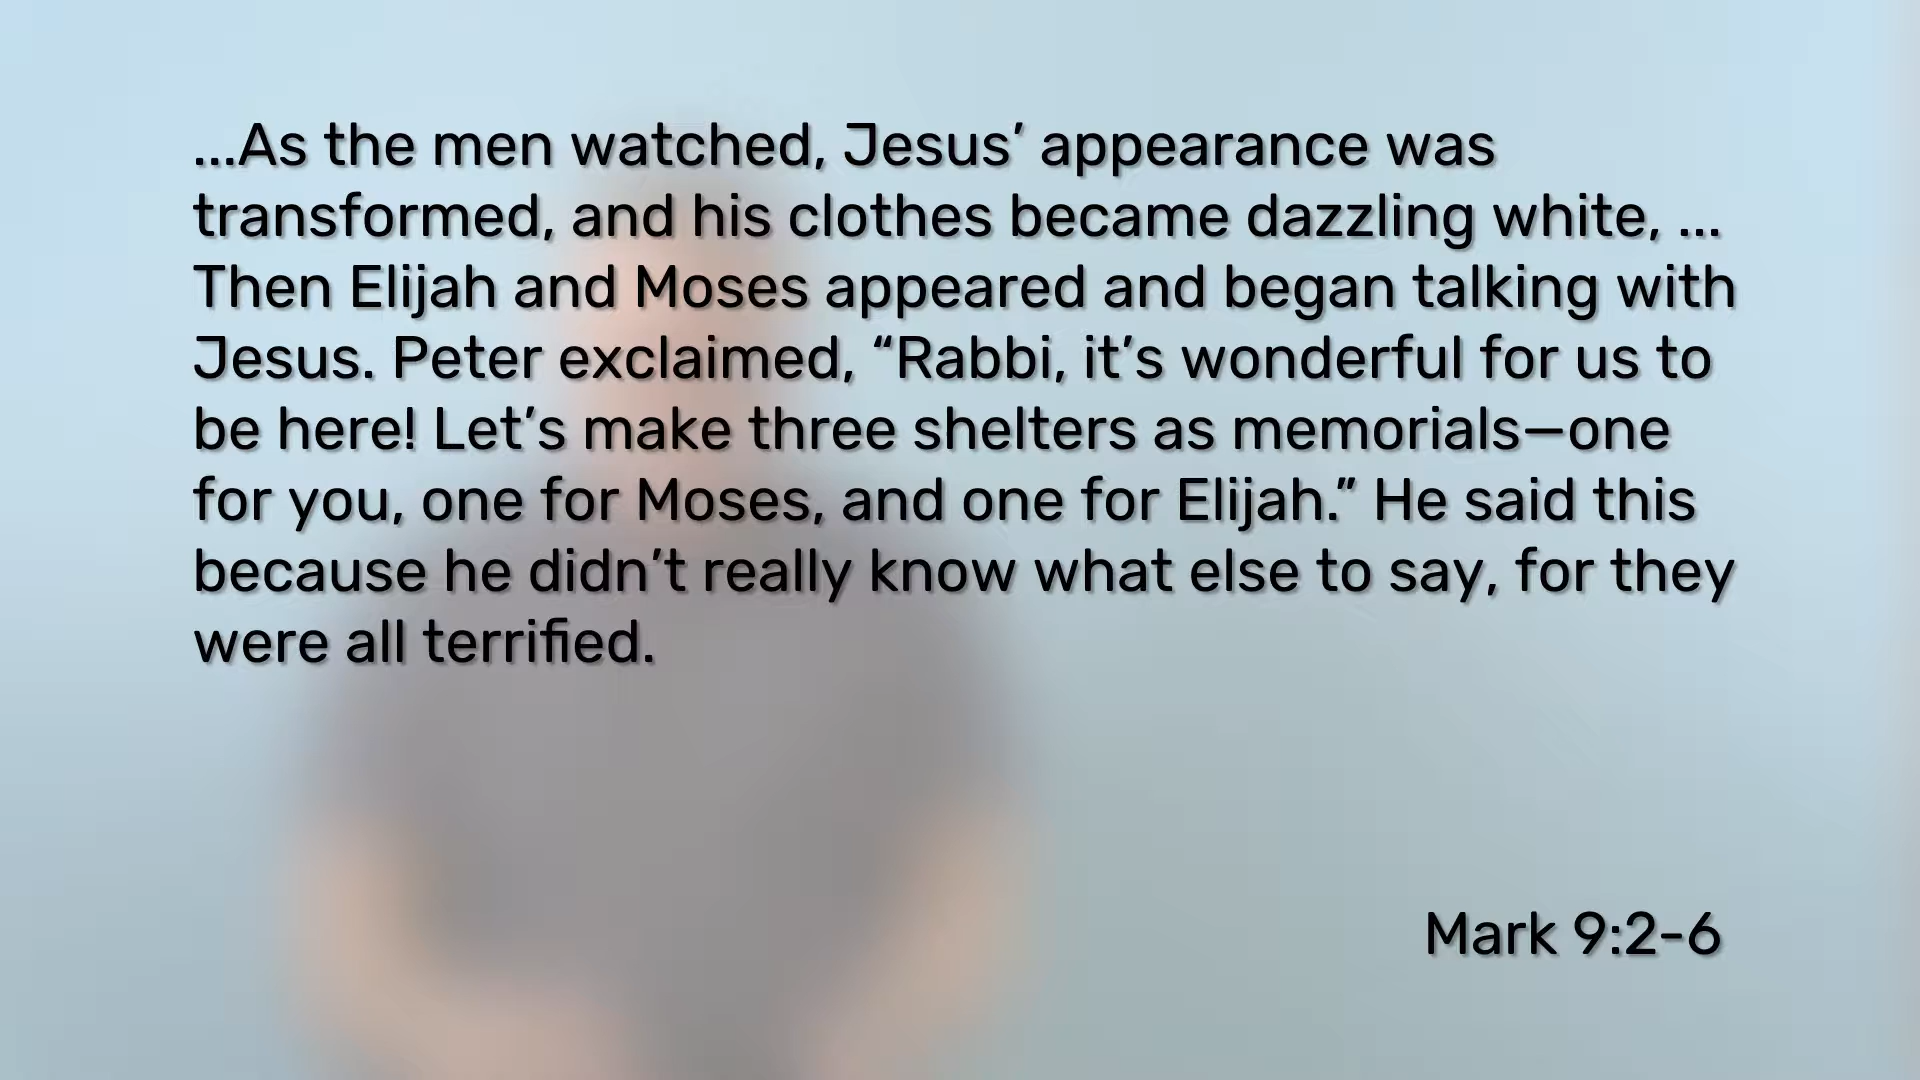 ...As the men watched, Jesus’ appearance was
transformed, and his clothes became dazzling white, ...
Then Elijah and Moses appeared and began talking with
Jesus. Peter exclaimed, “Rabbi, it’s wonderful for us to
be here! Let’s make three shelters as memorials—one
for you, one for Moses, and one for Elijah.” He said this
because he didn’t really know what else to say, for they
were all terrified.
Mark 9:2-6